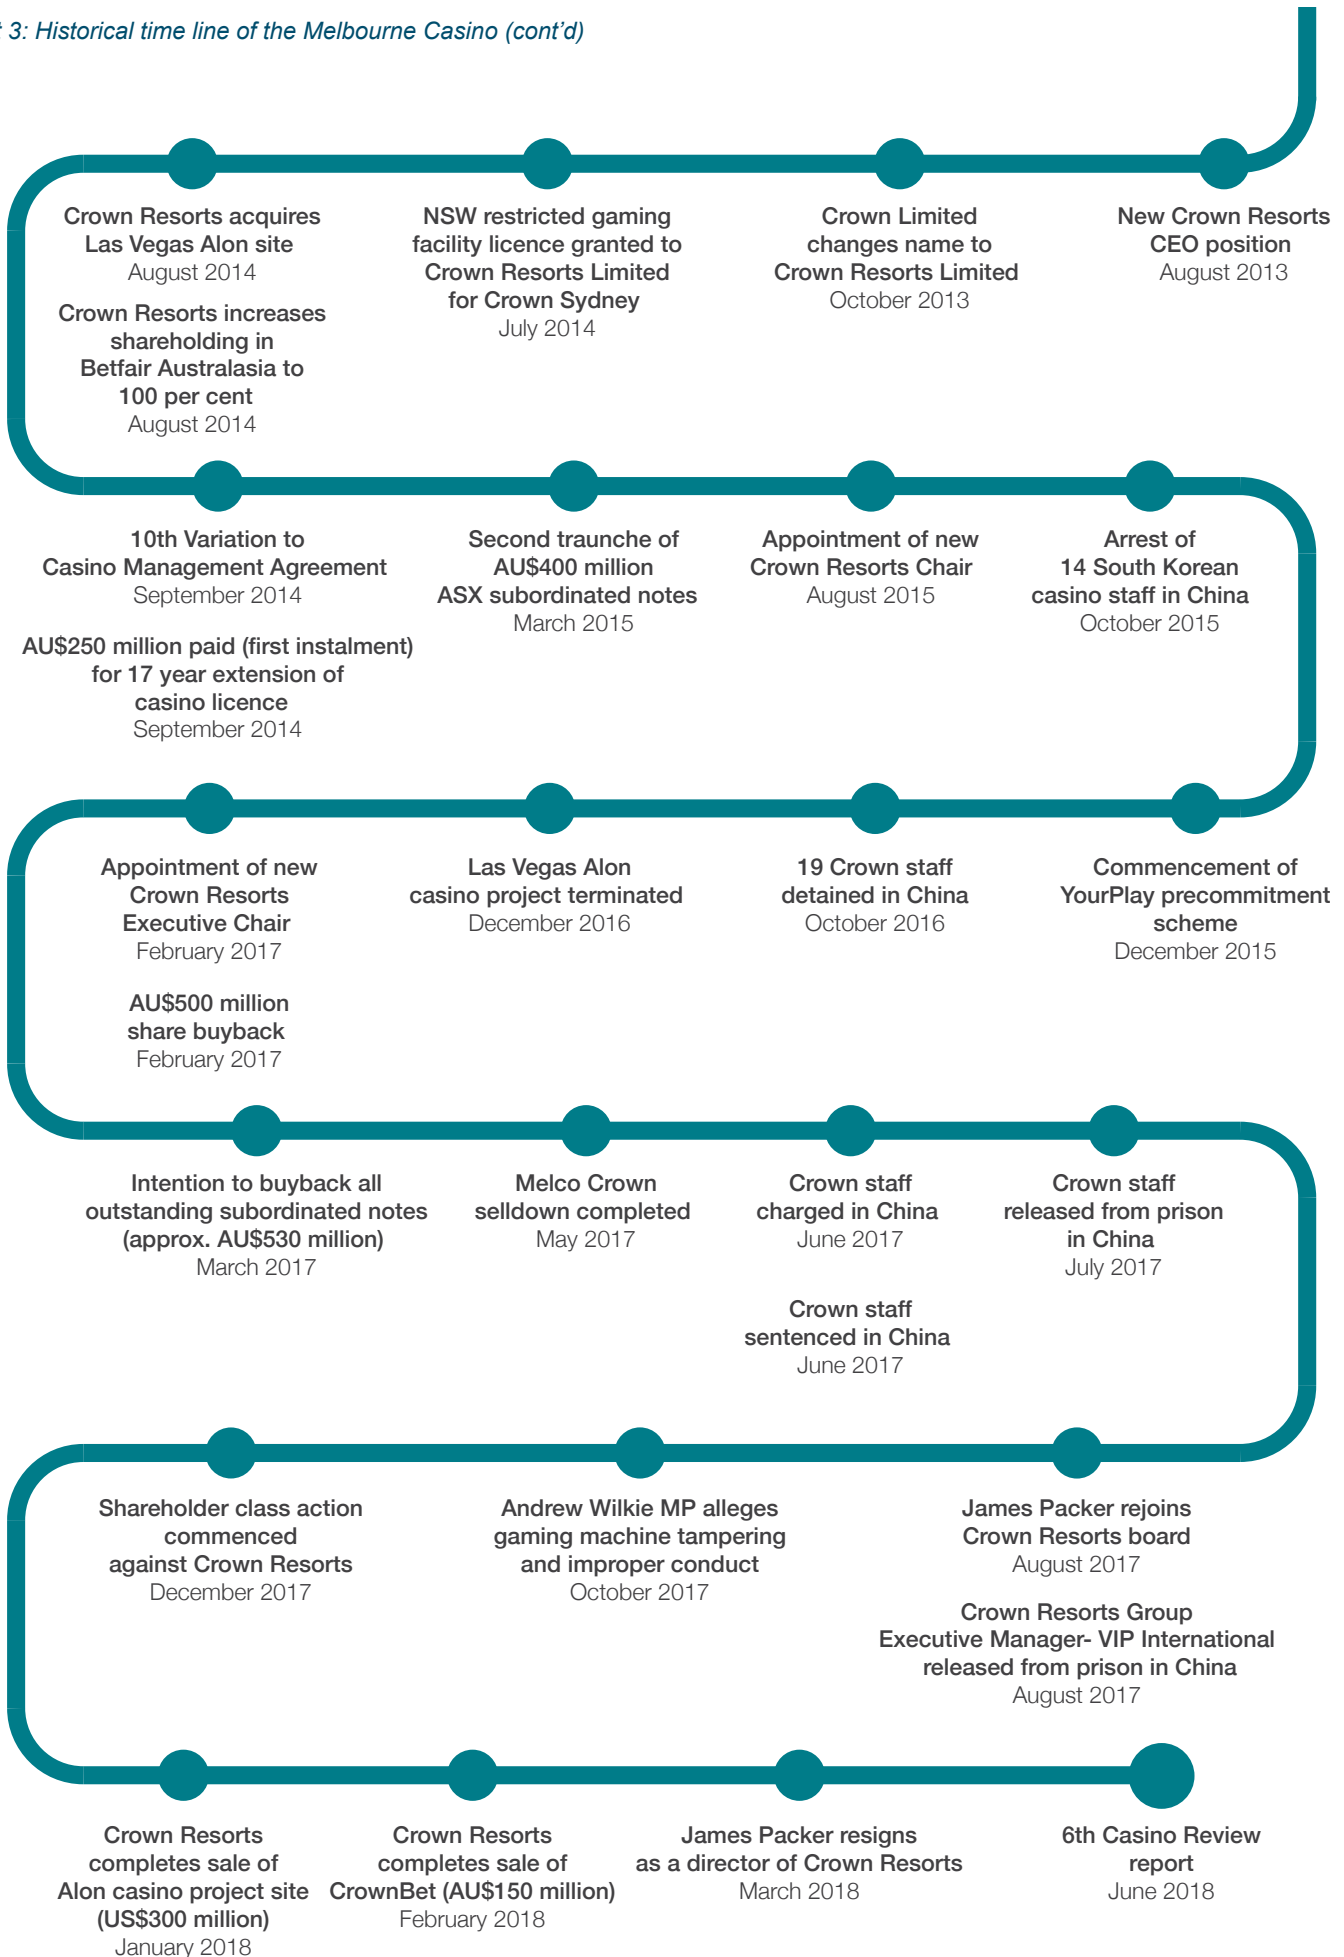 3: Historical time line of the Melbourne Casino (cont'd)
New Crown Resorts
CEO position
August 2013
Crown Limited
changes name to
Crown Resorts Limited
October 2013
NSW restricted gaming
facility licence granted to
Crown Resorts Limited
for Crown Sydney
July 2014
Crown Resorts acquires
Las Vegas Alon site
August 2014
Crown Resorts increases
shareholding in
Betfair Australasia to
100 per cent
August 2014
10th Variation to
Casino Management Agreement
September 2014
AU$250 million paid (first instalment)
for 17 year extension of
casino licence
September 2014
Second traunche of
AU$400 million
ASX subordinated notes
March 2015
Appointment of new
Crown Resorts Chair
August 2015
Arrest of
14 South Korean
casino staff in China
October 2015
Commencement of
YourPlay precommitment
scheme
December 2015
19 Crown staff
detained in China
October 2016
Las Vegas Alon
casino project terminated
December 2016
Appointment of new
Crown Resorts
Executive Chair
February 2017
AU$500 million
share buyback
February 2017
Intention to buyback all
outstanding subordinated notes
(approx. AU$530 million)
March 2017
Melco Crown
selldown completed
May 2017
Crown staff
charged in China
June 2017
Crown staff
sentenced in China
June 2017
Crown staff
released from prison
in China
July 2017
James Packer rejoins
Crown Resorts board
August 2017
Crown Resorts Group
Executive Manager- VIP International
released from prison in China
August 2017
Andrew Wilkie MP alleges
gaming machine tampering
and improper conduct
October 2017
Shareholder class action
commenced
against Crown Resorts
December 2017
Crown Resorts
completes sale of
Alon casino project site
(US$300 million)
January 2018
Crown Resorts
completes sale of
CrownBet (AU$150 million)
February 2018
James Packer resigns
as a director of Crown Resorts
March 2018
6th Casino Review
report
June 2018